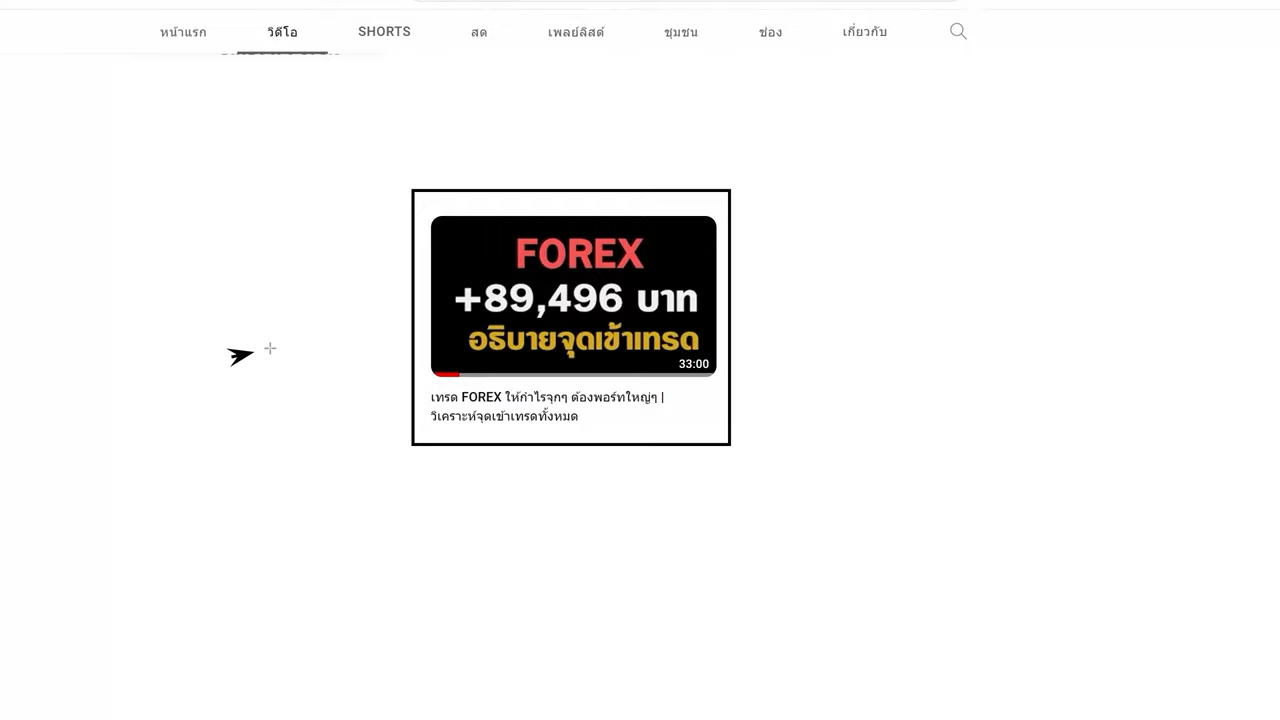 หน้าแรก วิดีโอ SHORTS สด เพลย์ลิสต์ ชุมชน ช่อง เกี่ยวกับ
FOREX
+89,496 บาท
อธิบายจุดเข้าเทรด
33:00
เทรด FOREX ให้กำไรจุกๆ ต้องพอร์ทใหญ่ๆ |
วิเคราะห์จุดเข้าเทรดทั้งหมด